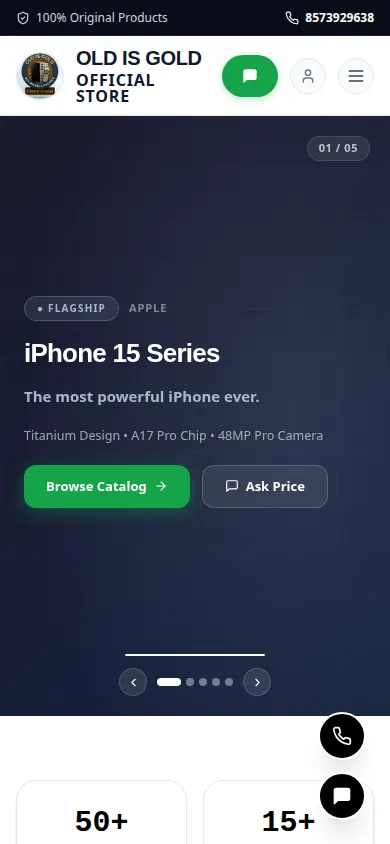 100% Original Products
8573929638
OLD IS GOLD
OFFICIAL
STORE
01 / 05
• FLAGSHIP
APPLE
iPhone 15 Series
The most powerful iPhone ever.
Titanium Design • A17 Pro Chip • 48MP Pro Camera
Browse Catalog →
Ask Price
50+
15+